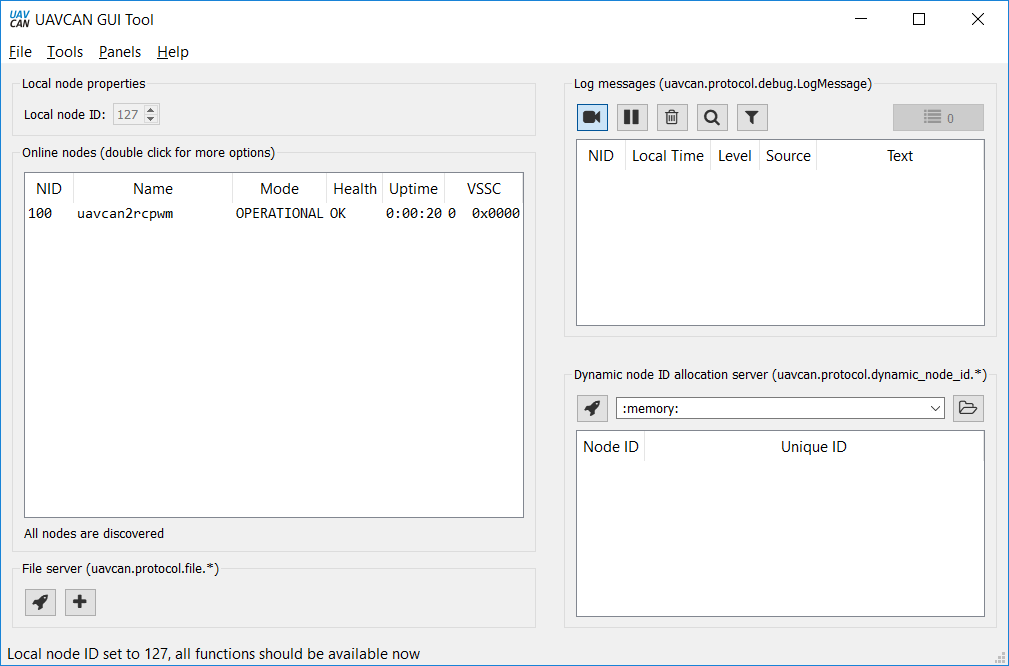 UAV CAN UAVCAN GUI Tool
File Tools Panels Help
Local node properties
Local node ID: 127
Online nodes (double click for more options)
NID Name Mode Health Uptime VSSC
100 uavcan2rcpwm OPERATIONAL OK 0:00:20 0 0x0000
All nodes are discovered
File server (uavcan.protocol.file.*)
Log messages (uavcan.protocol.debug.LogMessage)
0
NID Local Time Level Source Text
Dynamic node ID allocation server (uavcan.protocol.dynamic_node_id.*)
:memory:
Node ID Unique ID
Local node ID set to 127, all functions should be available now